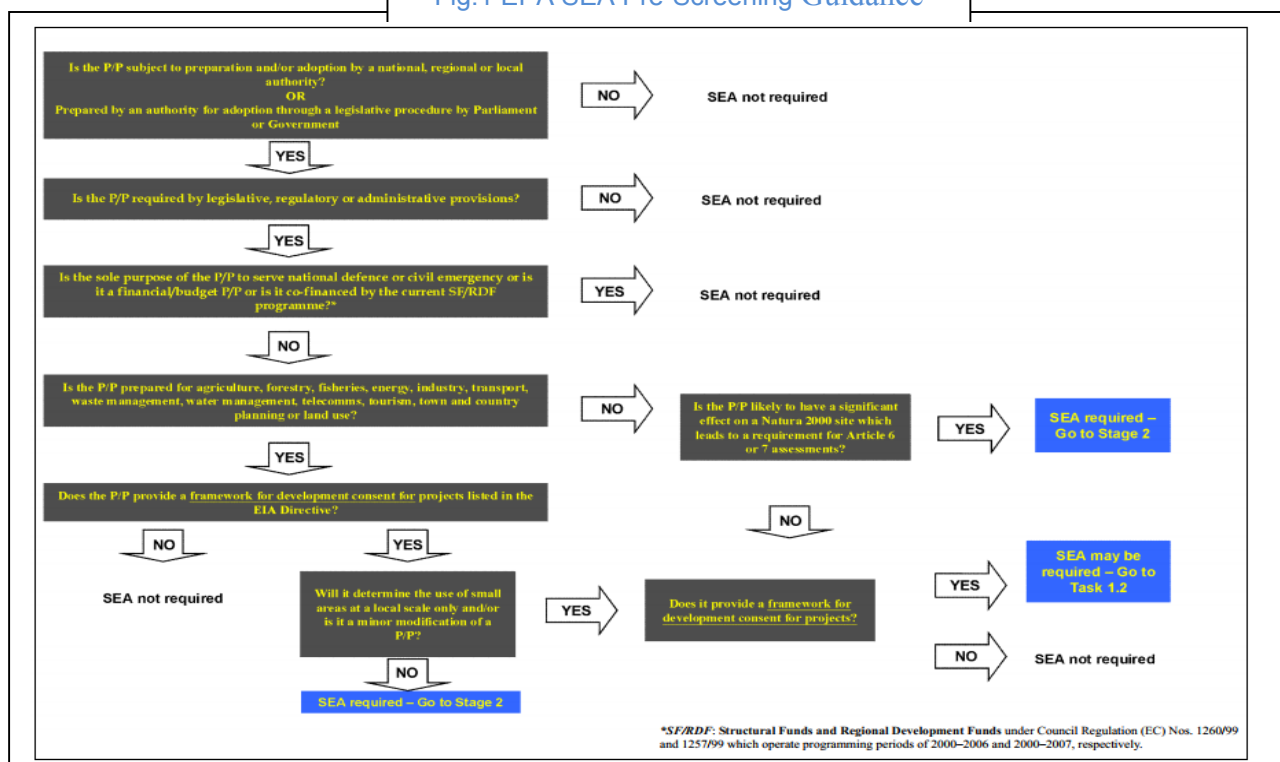 Fig.1 EPA SEA Pre-Screening Guidance
Is the P/P subject to preparation and/or adoption by a national, regional or local
authority?
OR
Prepared by an authority for adoption through a legislative procedure by Parliament
or Government
NO
SEA not required
YES
Is the P/P required by legislative, regulatory or administrative provisions?
NO
SEA not required
YES
Is the sole purpose of the P/P to serve national defence or civil emergency or is
it a financial/budget P/P or is it co-financed by the current SF/RDF
programme?*
YES
SEA not required
NO
Is the P/P prepared for agriculture, forestry, fisheries, energy, industry, transport,
waste management, water management, telecomms, tourism, town and country
planning or land use?
NO
Is the P/P likely to have a significant
effect on a Natura 2000 site which
leads to a requirement for Article 6
or 7 assessments?
YES
SEA required –
Go to Stage 2
YES
Does the P/P provide a framework for development consent for projects listed in the
EIA Directive?
NO
NO
YES
SEA not required
Will it determine the use of small
areas at a local scale only and/or
is it a minor modification of a
P/P?
YES
Does it provide a framework for
development consent for projects?
YES
SEA may be
required – Go to
Task 1.2
NO
SEA not required
NO
SEA required – Go to Stage 2
*SF/RDF: Structural Funds and Regional Development Funds under Council Regulation (EC) Nos. 1260/99
and 1257/99 which operate programming periods of 2000–2006 and 2000–2007, respectively.